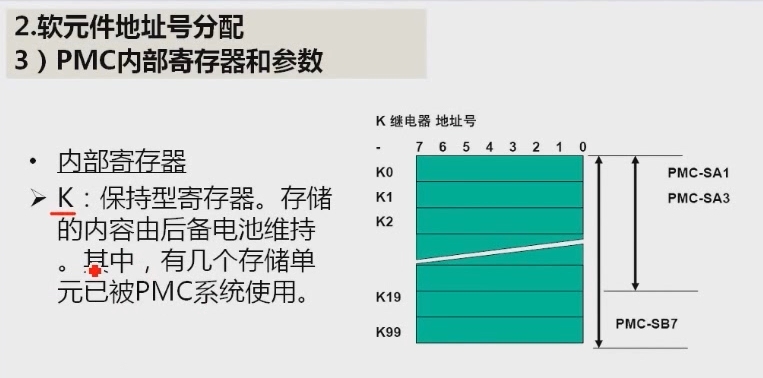 2.软元件地址号分配
3）PMC内部寄存器和参数
• 内部寄存器
➢ K：保持型寄存器。存储
的内容由后备电池维持
。其中，有几个存储单
元已被PMC系统使用。
K 继电器 地址号
- 7 6 5 4 3 2 1 0
K0
K1
K2
K19
K99
PMC-SA1
PMC-SA3
PMC-SB7